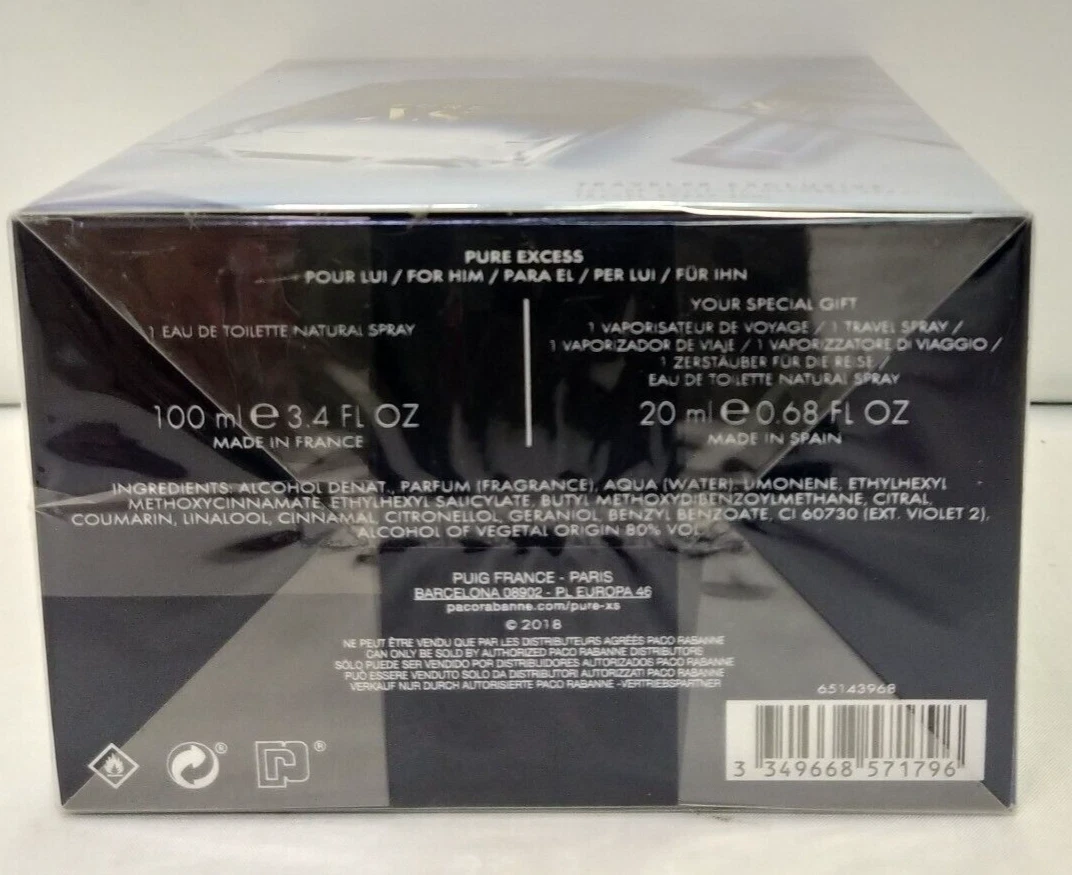 TRAVELER EXCLUSIVE
PURE EXCESS
POUR LUI / FOR HIM / PARA EL / PER LUI / FÜR IHN
1 EAU DE TOILETTE NATURAL SPRAY
100 ml e 3.4 FL OZ
MADE IN FRANCE
YOUR SPECIAL GIFT
1 VAPORISATEUR DE VOYAGE / 1 TRAVEL SPRAY /
1 VAPORIZADOR DE VIAJE / 1 VAPORIZZATORE DI VIAGGIO /
1 ZERSTÄUBER FÜR DIE REISE /
EAU DE TOILETTE NATURAL SPRAY
20 ml e 0.68 FL OZ
MADE IN SPAIN
INGREDIENTS: ALCOHOL DENAT., PARFUM (FRAGRANCE), AQUA (WATER), LIMONENE, ETHYLHEXYL
METHOXYCINNAMATE, ETHYLHEXYL SALICYLATE, BUTYL METHOXYDIBENZOYLMETHANE, CITRAL,
COUMARIN, LINALOOL, CINNAMAL, CITRONELLOL, GERANIOL, BENZYL BENZOATE, CI 60730 (EXT. VIOLET 2).
ALCOHOL OF VEGETAL ORIGIN 80% VOL.
PUIG FRANCE - PARIS
BARCELONA 08902 - PL. EUROPA 46
pacorabanne.com/pure-xs
© 2018
NE PEUT ÊTRE VENDU QUE PAR LES DISTRIBUTEURS AGRÉÉS PACO RABANNE
CAN ONLY BE SOLD BY AUTHORIZED PACO RABANNE DISTRIBUTORS
SÓLO PUEDE SER VENDIDO POR DISTRIBUIDORES AUTORIZADOS PACO RABANNE
PUÒ ESSERE VENDUTO SOLO DA DISTRIBUTORI AUTORIZZATI PACO RABANNE
VERKAUF NUR DURCH AUTORISIERTE PACO RABANNE -VERTRIEBSPARTNER
65143968
3 349668 571796